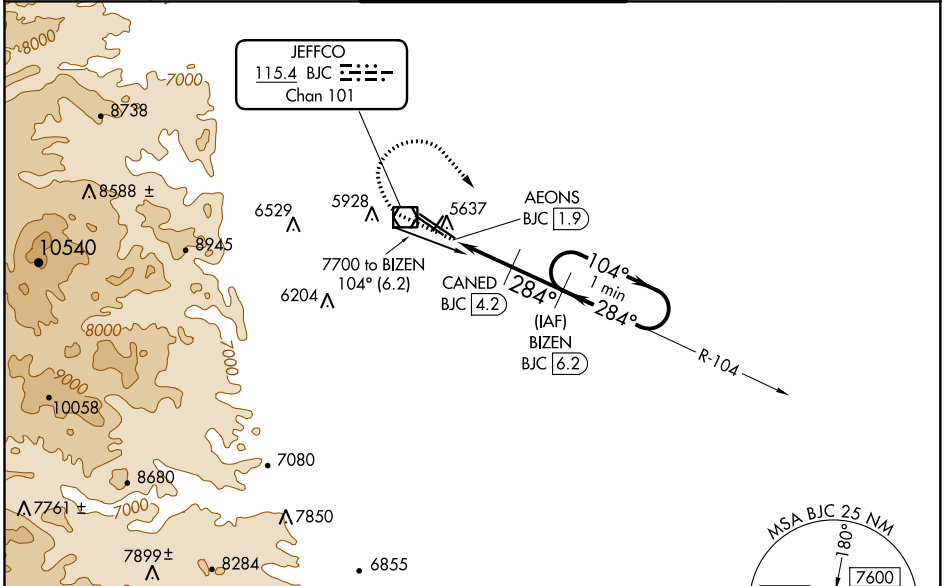 8000
7000
JEFFCO
115.4 BJC
Chan 101
8738
8588 ±
6529
5928
5637
AEONS
BJC 1.9
10540
8945
7700 to BIZEN
104° (6.2)
CANED
BJC 4.2
284°
104°
1 min
284°
6204
(IAF)
BIZEN
BJC 6.2
R-104
8000
7000
9000
10058
7080
8680
7761 ±
7000
7850
7899±
8284
6855
MSA BJC 25 NM
180°
7600